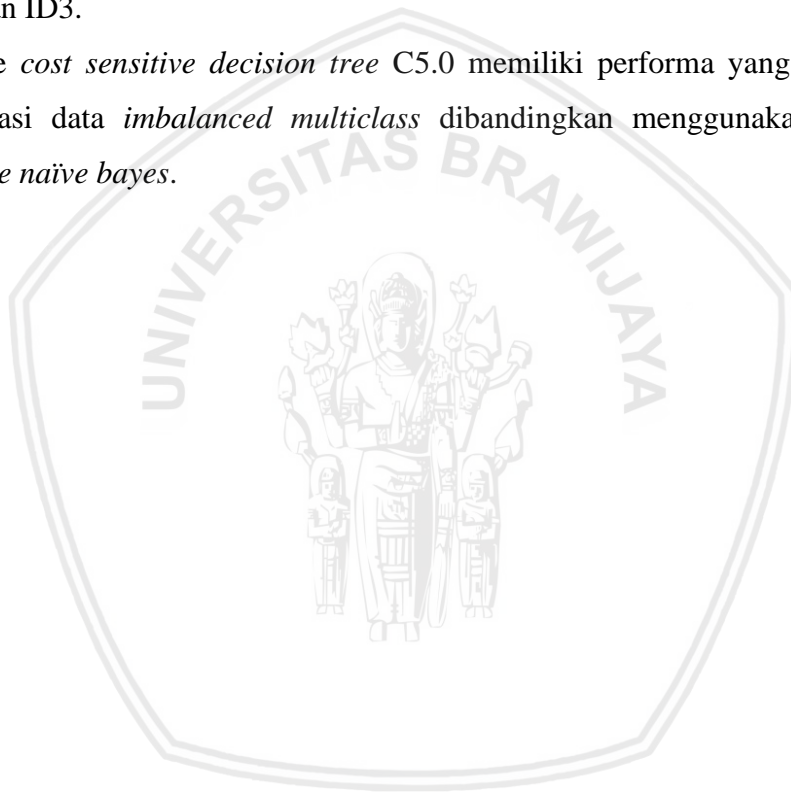 n ID3.
e cost sensitive decision tree C5.0 memiliki performa yang
asi data imbalanced multiclass dibandingkan menggunaka
e naïve bayes.
UNIVERSITAS BRAWIJAYA